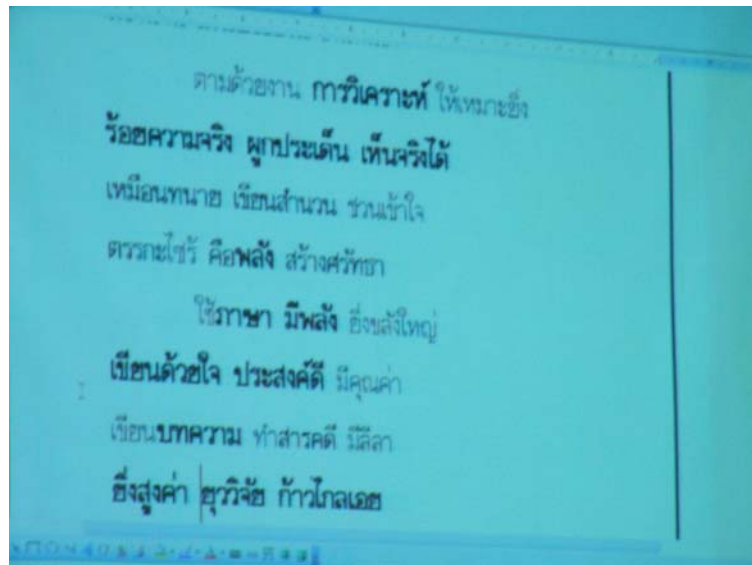 ตามด้วยงาน การวิเคราะห์ ให้เหมาะยิ่ง
ร้อยความจริง ผูกประเด็น เห็นจริงได้
เหมือนทนาย เขียนสำนวน ชวนเข้าใจ
ตรรกะไซร้ คือพลัง สร้างศรัทธา
ใช้ภาษา มีพลัง ยิ่งขลังใหญ่
เขียนด้วยใจ ประสงค์ดี มีคุณค่า
เขียนบทความ ทำสารคดี มีลีลา
ยิ่งสูงค่า ยุววิจัย ก้าวไกลเอย